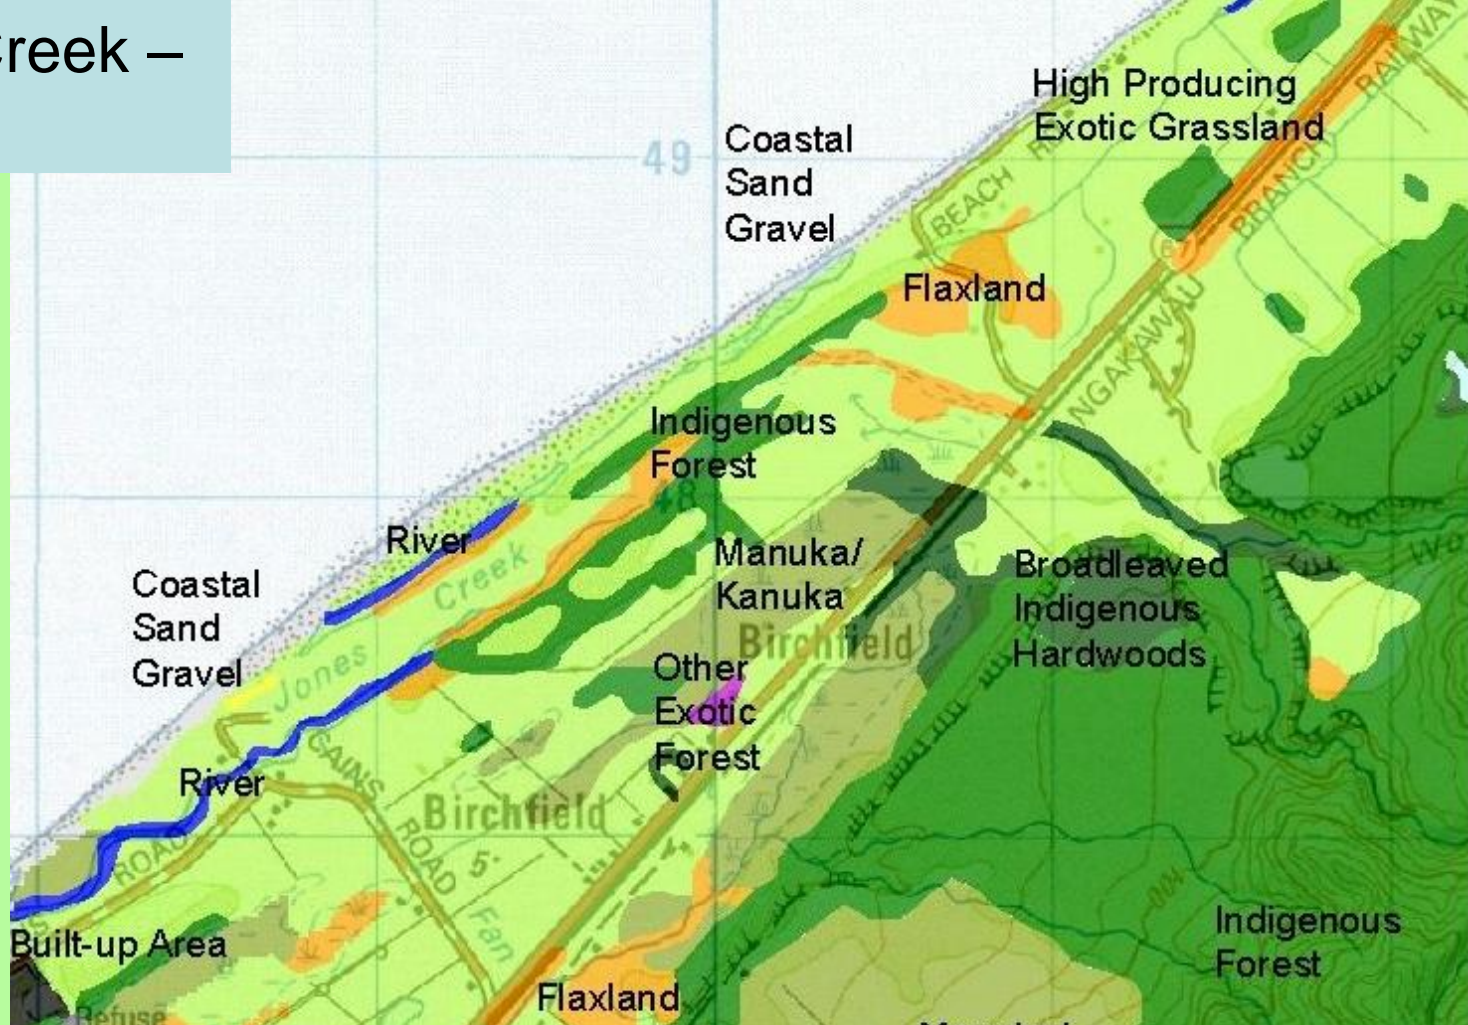 Creek –
High Producing
Exotic Grassland
RAILWAY
BRANCH
49
Coastal
Sand
Gravel
BEACH
Flaxland
NGAKAWAU
Indigenous
Forest
48
River
Creek
Coastal
Sand
Gravel
Jones
Manuka/
Kanuka
Birchfield
Broadleaved
Indigenous
Hardwoods
Other
Exotic
Forest
River
CAINS
ROAD
ROAD
Birchfield
5
Fan
Built-up Area
Refuse
Flaxland
Indigenous
Forest